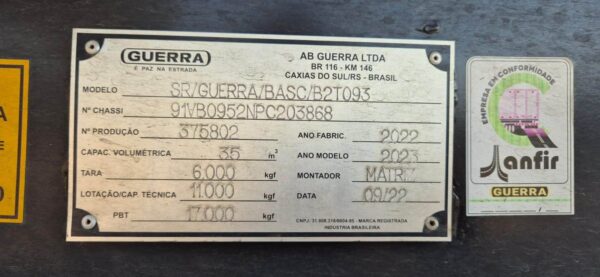 GUERRA
É PAZ NA ESTRADA
AB GUERRA LTDA
BR 116 - KM 146
CAXIAS DO SUL/RS - BRASIL
MODELO SR/GUERRA/BASC/B2T093
Nº CHASSI 91VB0952NPC203868
Nº PRODUÇÃO 375802 ANO FABRIC. 2022
CAPAC. VOLUMÉTRICA 35 m³ ANO MODELO 2023
TARA 6.000 kgf MONTADOR MATRIZ
LOTAÇÃO/CAP. TÉCNICA 11.000 kgf DATA 09/22
PBT 17.000 kgf
- MARCA REGISTRADA
INDUSTRIA BRASILEIRA
EMPRESA EM CONFORMIDADE
anfir
GUERRA
A
E
O